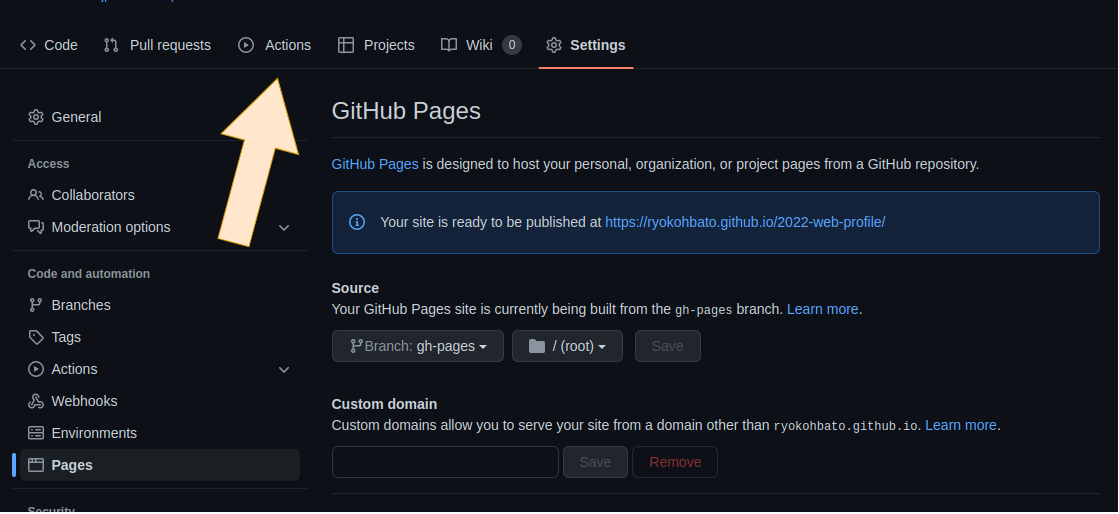 Code Pull requests Actions Projects Wiki 0 Settings
General
Access
Collaborators
Moderation options
Code and automation
Branches
Tags
Actions
Webhooks
Environments
Pages
Security
GitHub Pages
GitHub Pages is designed to host your personal, organization, or project pages from a GitHub repository.
Your site is ready to be published at https://ryokohbato.github.io/2022-web-profile/
Source
Your GitHub Pages site is currently being built from the gh-pages branch. Learn more.
Branch: gh-pages / (root) Save
Custom domain
Custom domains allow you to serve your site from a domain other than ryokohbato.github.io. Learn more.
Save Remove